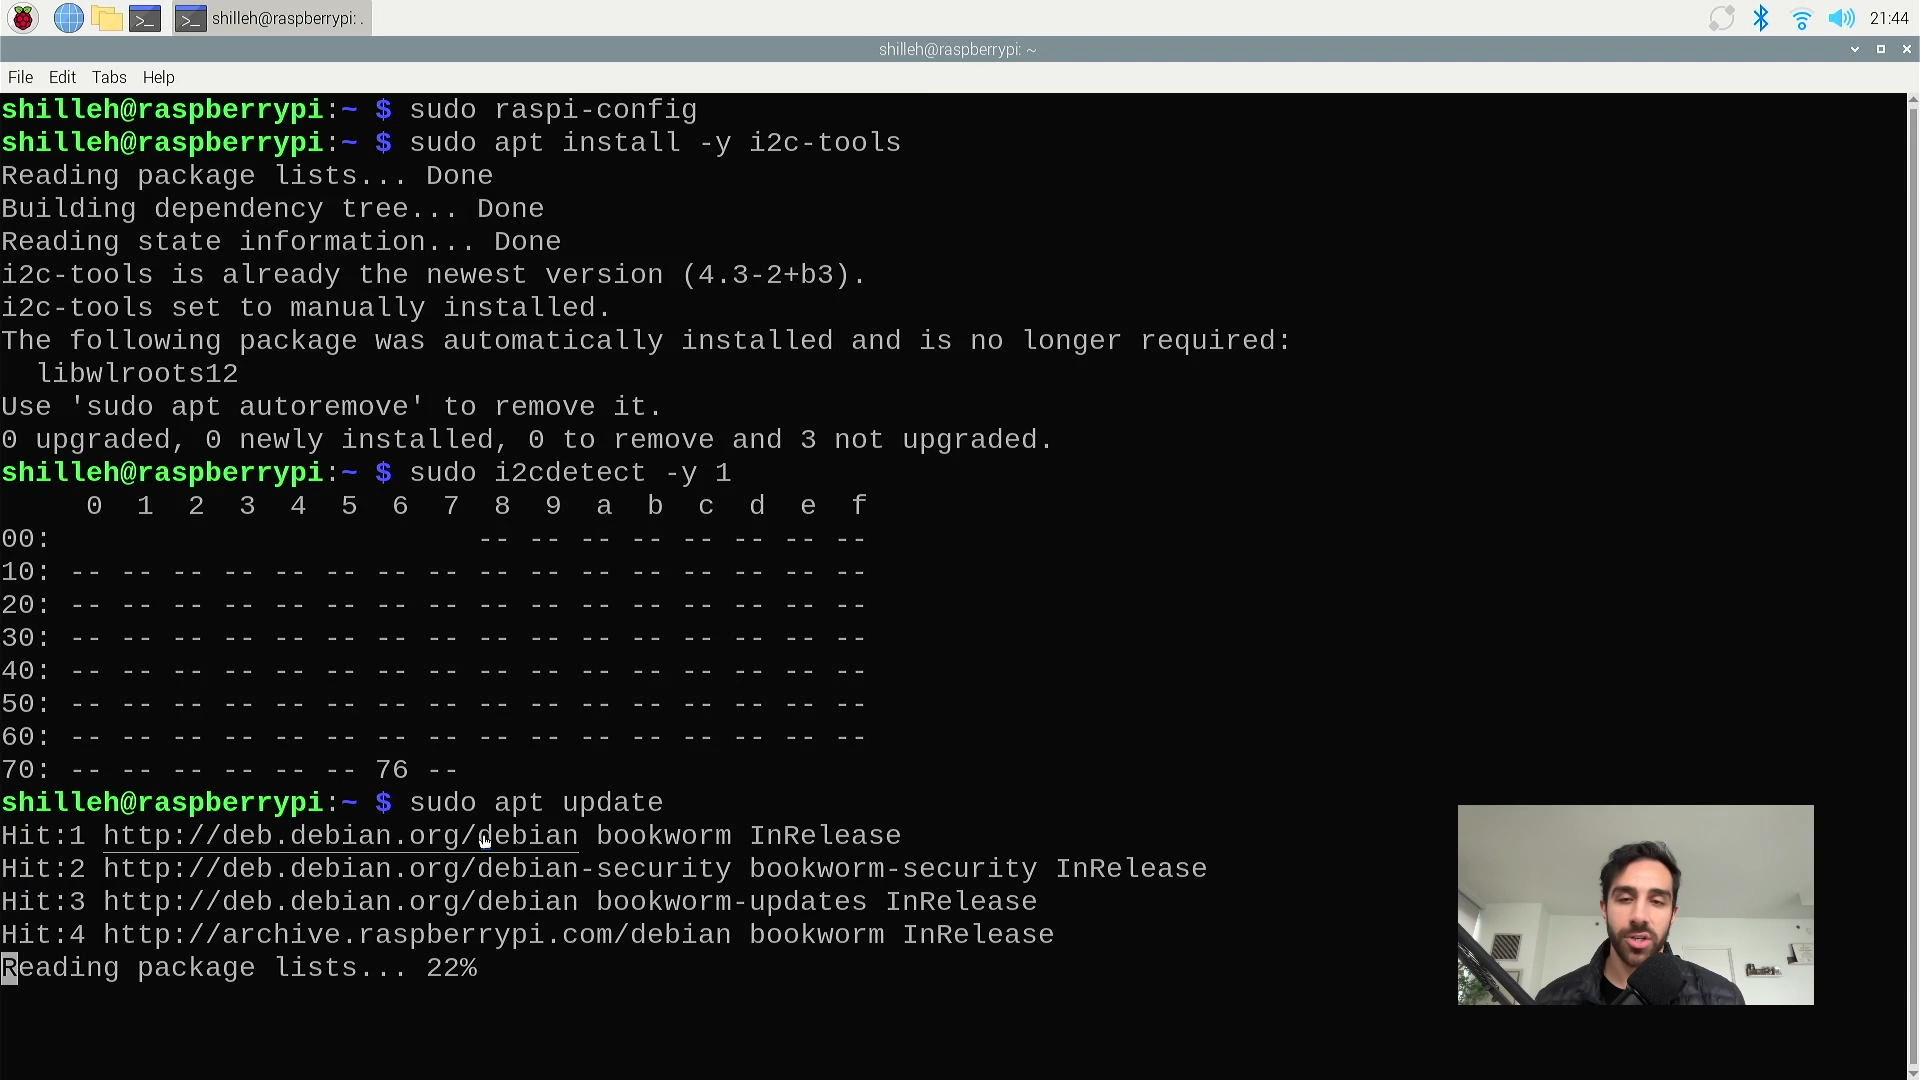 shilleh@raspberrypi: .
21:44
shilleh@raspberrypi: ~
File Edit Tabs Help
shilleh@raspberrypi:~ $ sudo raspi-config
shilleh@raspberrypi:~ $ sudo apt install -y i2c-tools
Reading package lists... Done
Building dependency tree... Done
Reading state information... Done
i2c-tools is already the newest version (4.3-2+b3).
i2c-tools set to manually installed.
The following package was automatically installed and is no longer required:
  libwlroots12
Use 'sudo apt autoremove' to remove it.
0 upgraded, 0 newly installed, 0 to remove and 3 not upgraded.
shilleh@raspberrypi:~ $ sudo i2cdetect -y 1
     0  1  2  3  4  5  6  7  8  9  a  b  c  d  e  f
00:                         -- -- -- -- -- -- -- --
10: -- -- -- -- -- -- -- -- -- -- -- -- -- -- -- --
20: -- -- -- -- -- -- -- -- -- -- -- -- -- -- -- --
30: -- -- -- -- -- -- -- -- -- -- -- -- -- -- -- --
40: -- -- -- -- -- -- -- -- -- -- -- -- -- -- -- --
50: -- -- -- -- -- -- -- -- -- -- -- -- -- -- -- --
60: -- -- -- -- -- -- -- -- -- -- -- -- -- -- -- --
70: -- -- -- -- -- -- 76 --
shilleh@raspberrypi:~ $ sudo apt update
Hit:1 http://deb.debian.org/debian bookworm InRelease
Hit:2 http://deb.debian.org/debian-security bookworm-security InRelease
Hit:3 http://deb.debian.org/debian bookworm-updates InRelease
Hit:4 http://archive.raspberrypi.com/debian bookworm InRelease
Reading package lists... 22%